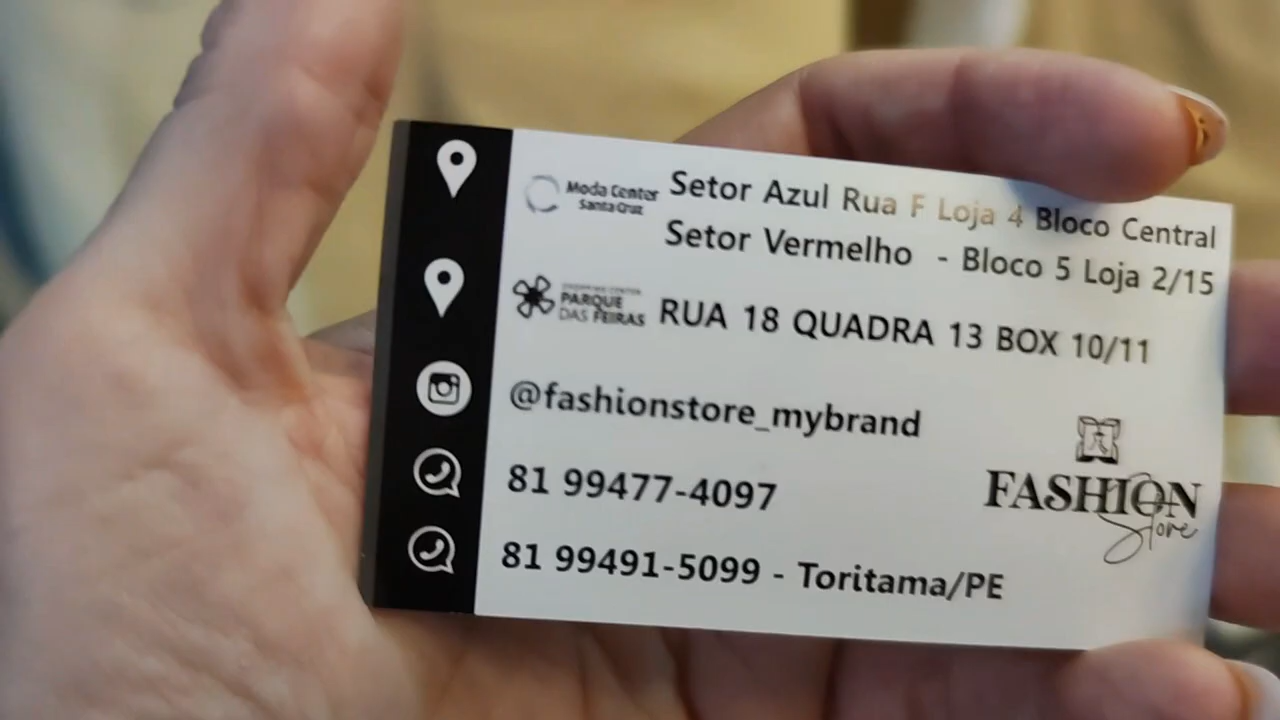 Moda Center
Santa Cruz
Setor Azul Rua F Loja 4 Bloco Central
Setor Vermelho - Bloco 5 Loja 2/15
SHOPPING CENTER
PARQUE
DAS FEIRAS
RUA 18 QUADRA 13 BOX 10/11
@fashionstore_mybrand
81 99477-4097
81 99491-5099 - Toritama/PE
FASHION
Store